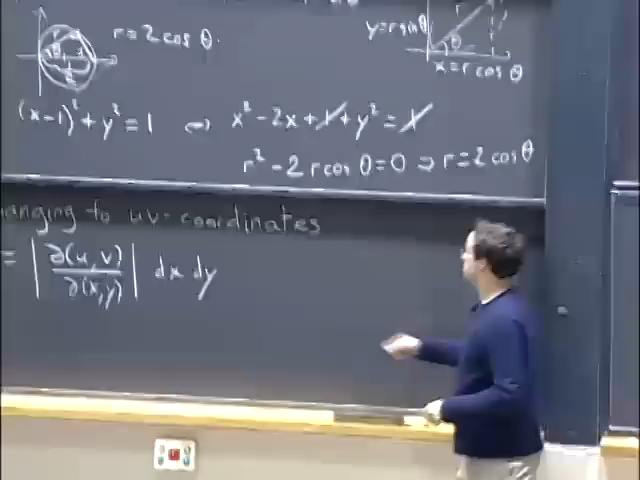 r = 2 cos θ.
y = r sin θ
r
θ
x = r cos θ
(x-1)² + y² = 1 ⇔ x² - 2x + 1 + y² = 1
r² - 2 r cos θ = 0 ⇒ r = 2 cos θ
anging to uv-coordinates
= | ∂(u,v) / ∂(x,y) | dx dy